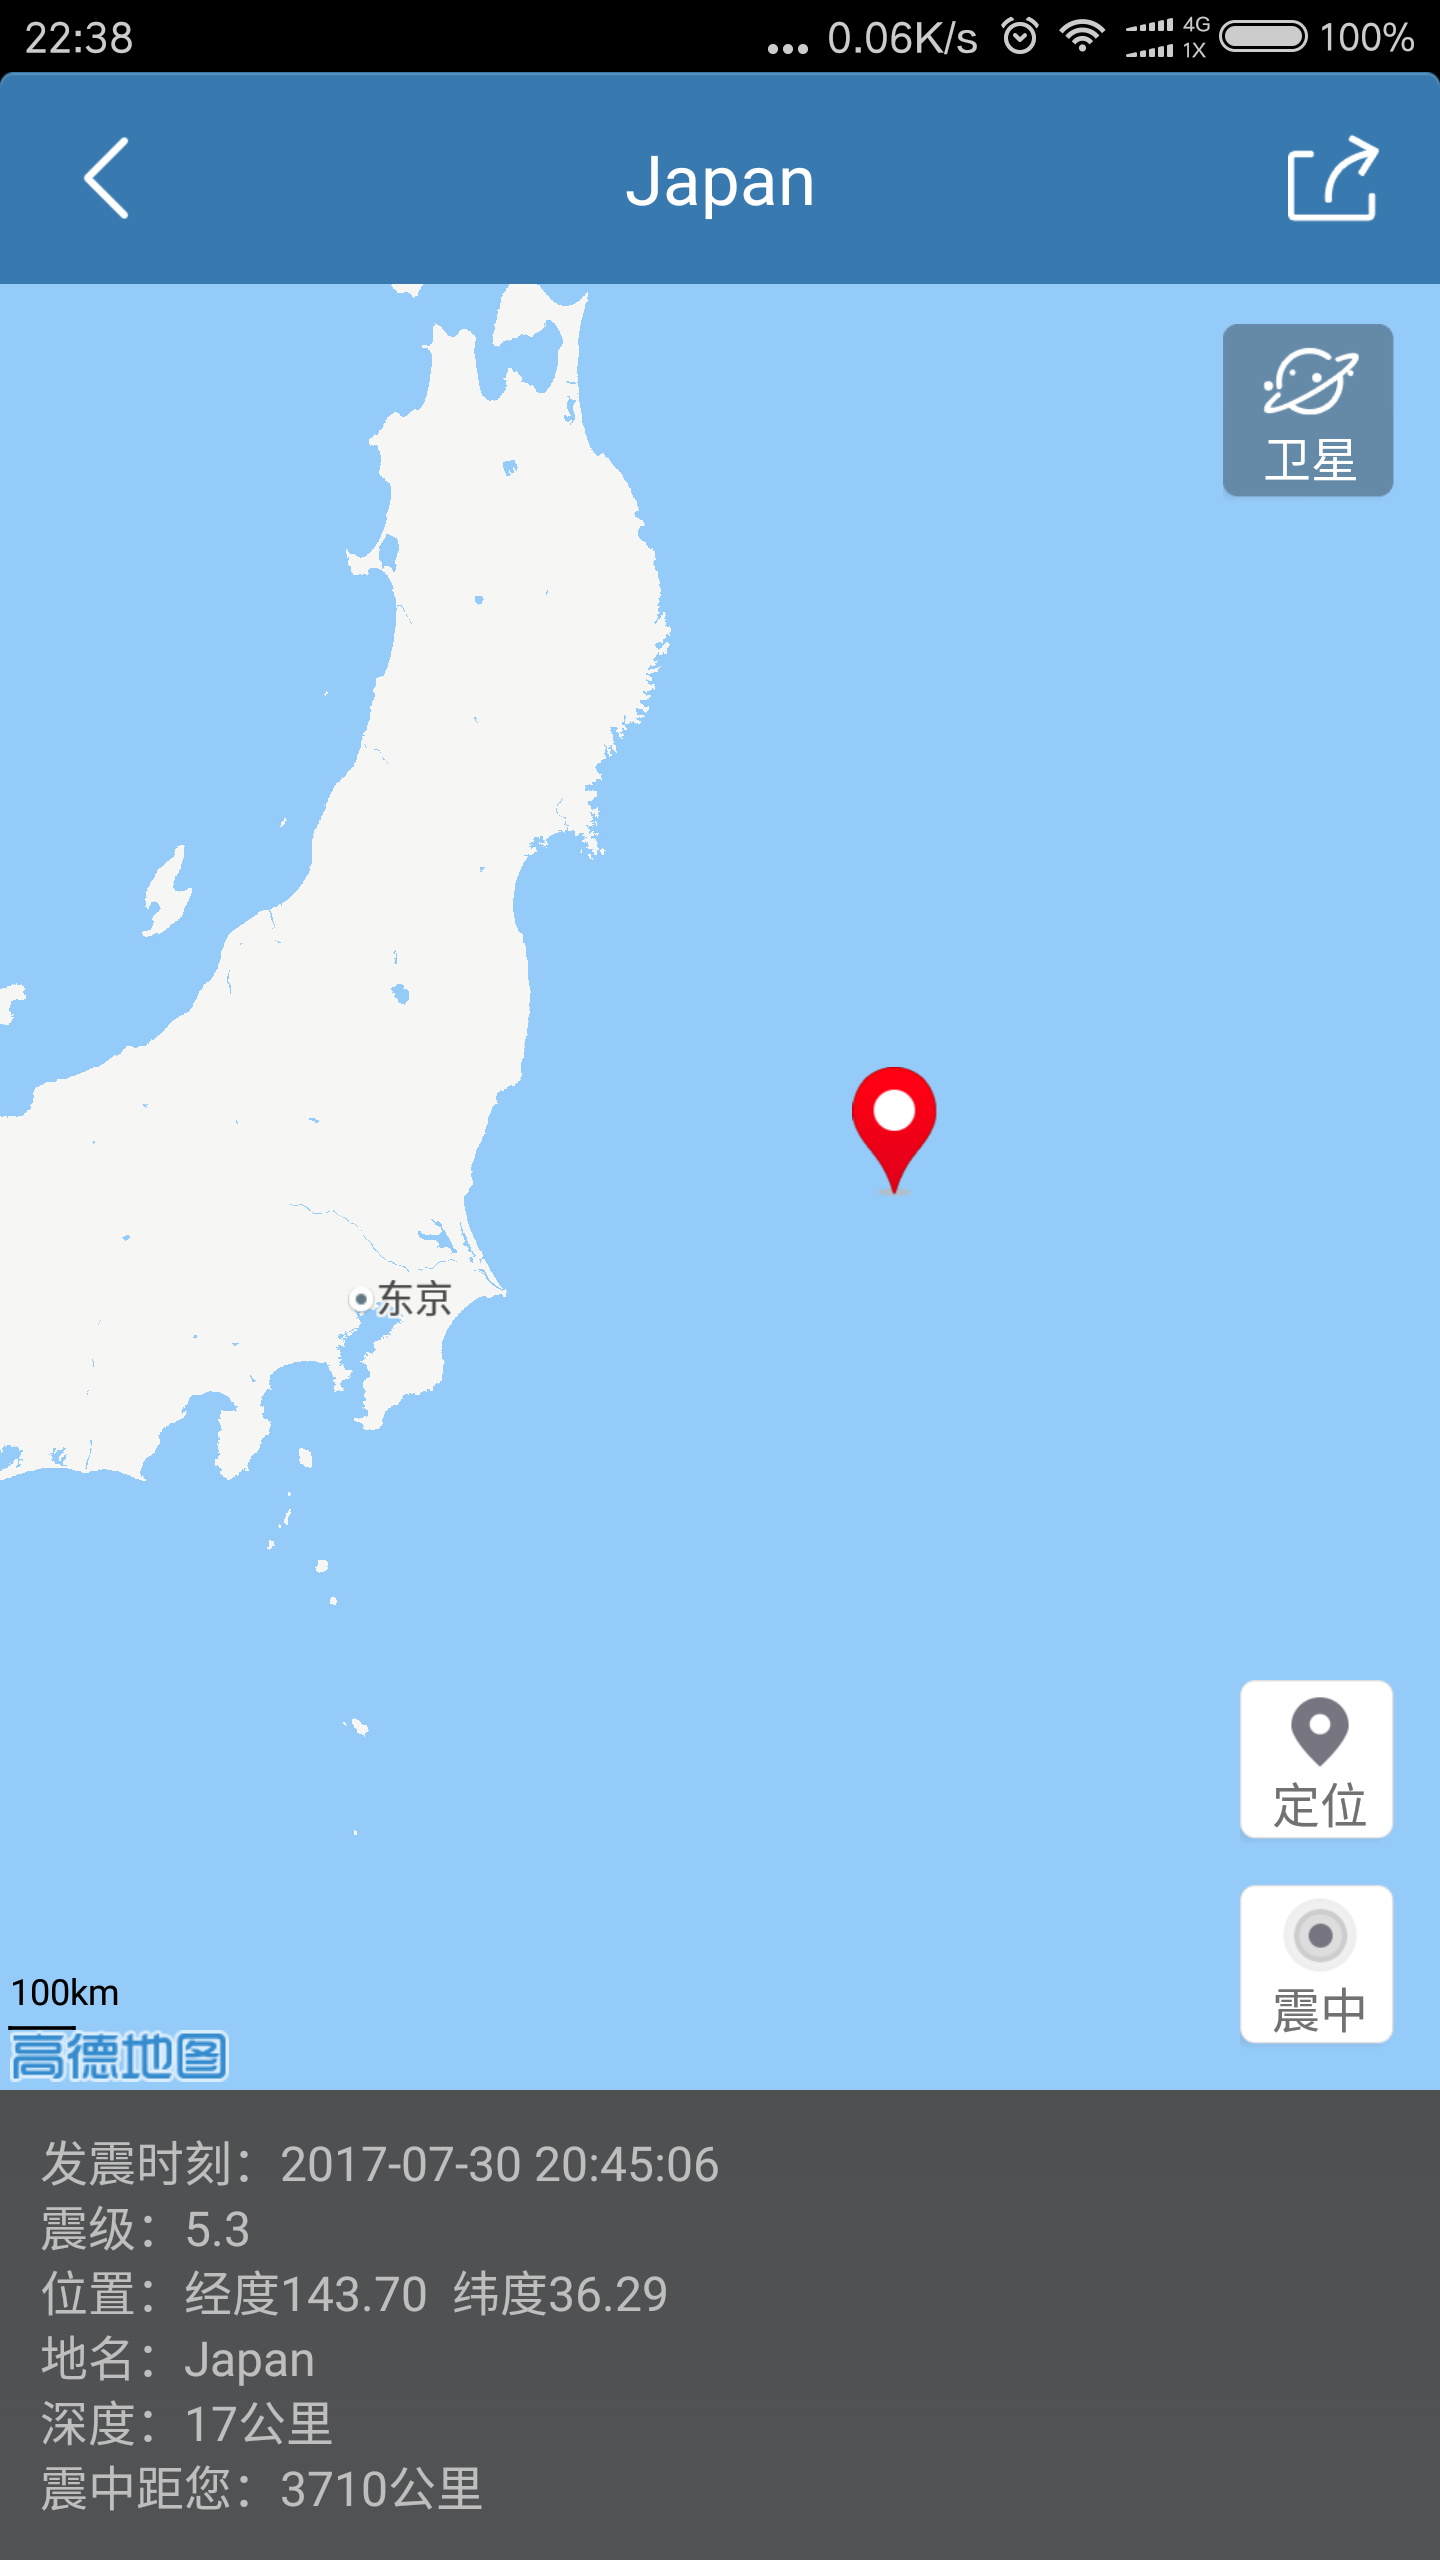 22:38
... 0.06K/s 4G 1X 100%
Japan
卫星
东京
定位
震中
100km
高德地图
发震时刻：2017-07-30 20:45:06
震级：5.3
位置：经度143.70 纬度36.29
地名：Japan
深度：17公里
震中距您：3710公里